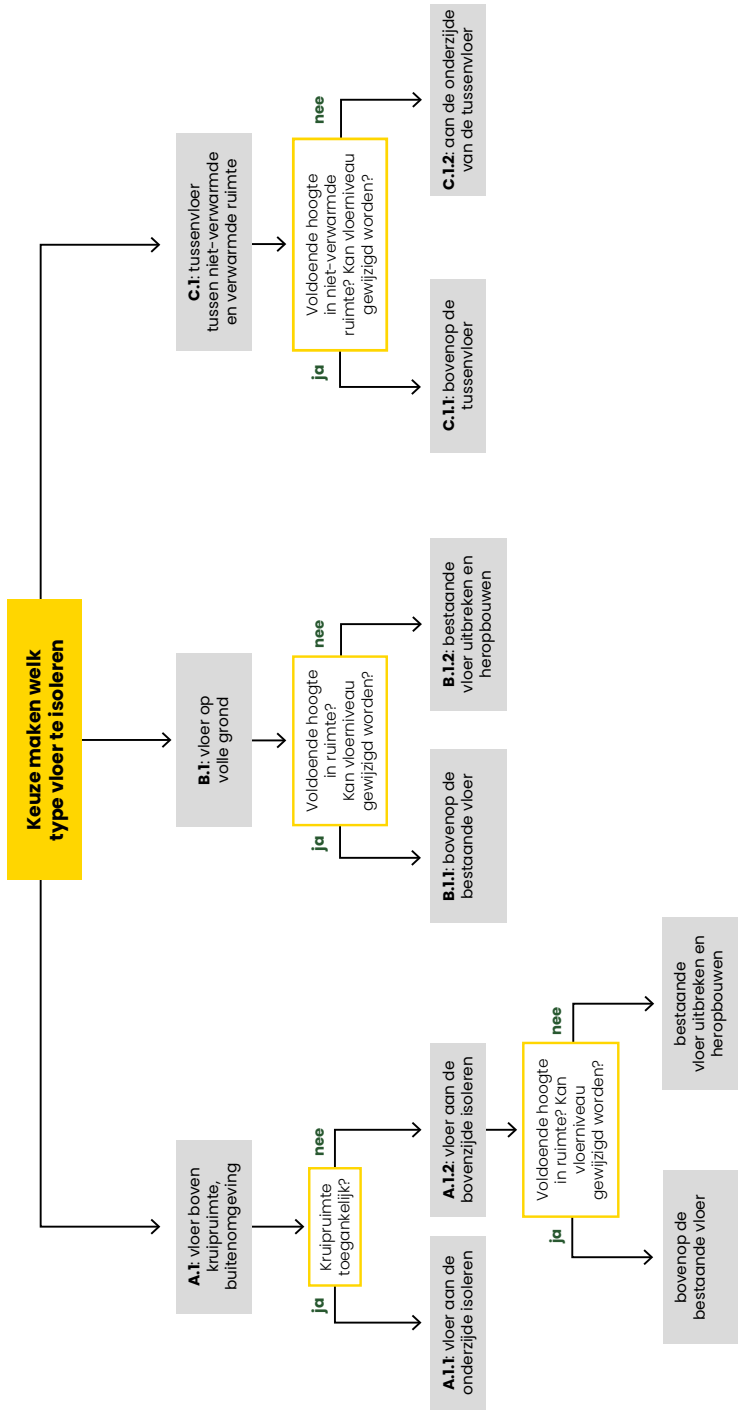 Keuze maken welk
type vloer te isoleren
A.1: vloer boven
kruipruimte,
buitenomgeving
Kruipruimte
toegankelijk?
ja
nee
A.1.1: vloer aan de
onderzijde isoleren
A.1.2: vloer aan de
bovenzijde isoleren
Voldoende hoogte
in ruimte? Kan
vloerniveau
gewijzigd worden?
ja
nee
bovenop de
bestaande vloer
bestaande
vloer uitbreken en
heropbouwen
B.1: vloer op
volle grond
Voldoende hoogte
in ruimte?
Kan vloerniveau
gewijzigd worden?
ja
nee
B.1.1: bovenop de
bestaande vloer
B.1.2: bestaande
vloer uitbreken en
heropbouwen
C.1: tussenvloer
tussen niet-verwarmde
en verwarmde ruimte
Voldoende hoogte
in niet-verwarmde
ruimte? Kan vloerniveau
gewijzigd worden?
ja
nee
C.1.1: bovenop de
tussenvloer
C.1.2: aan de onderzijde
van de tussenvloer